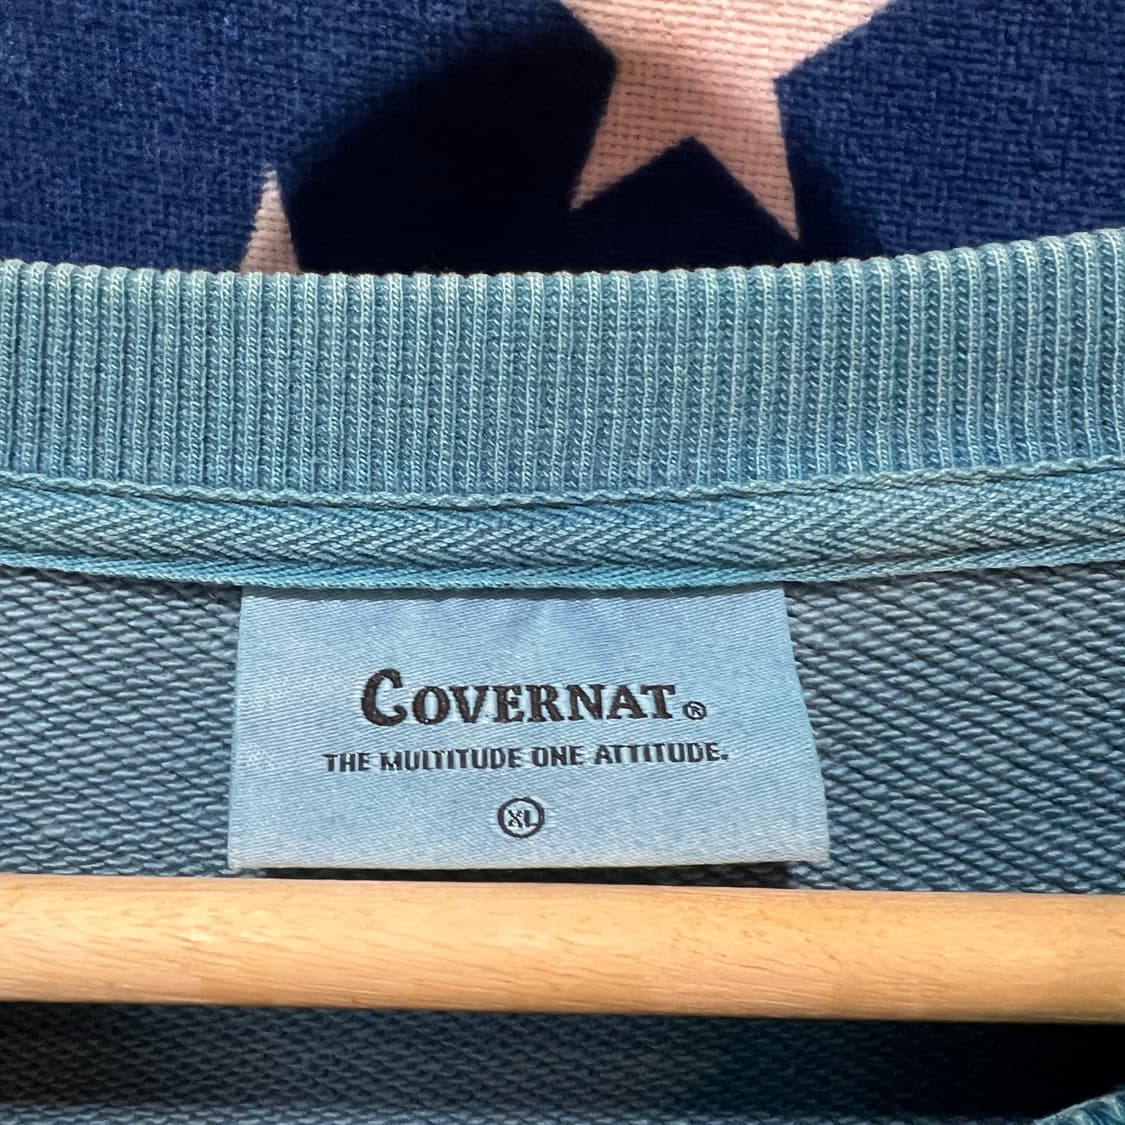 COVERNAT®
THE MULTITUDE ONE ATTITUDE.
XL